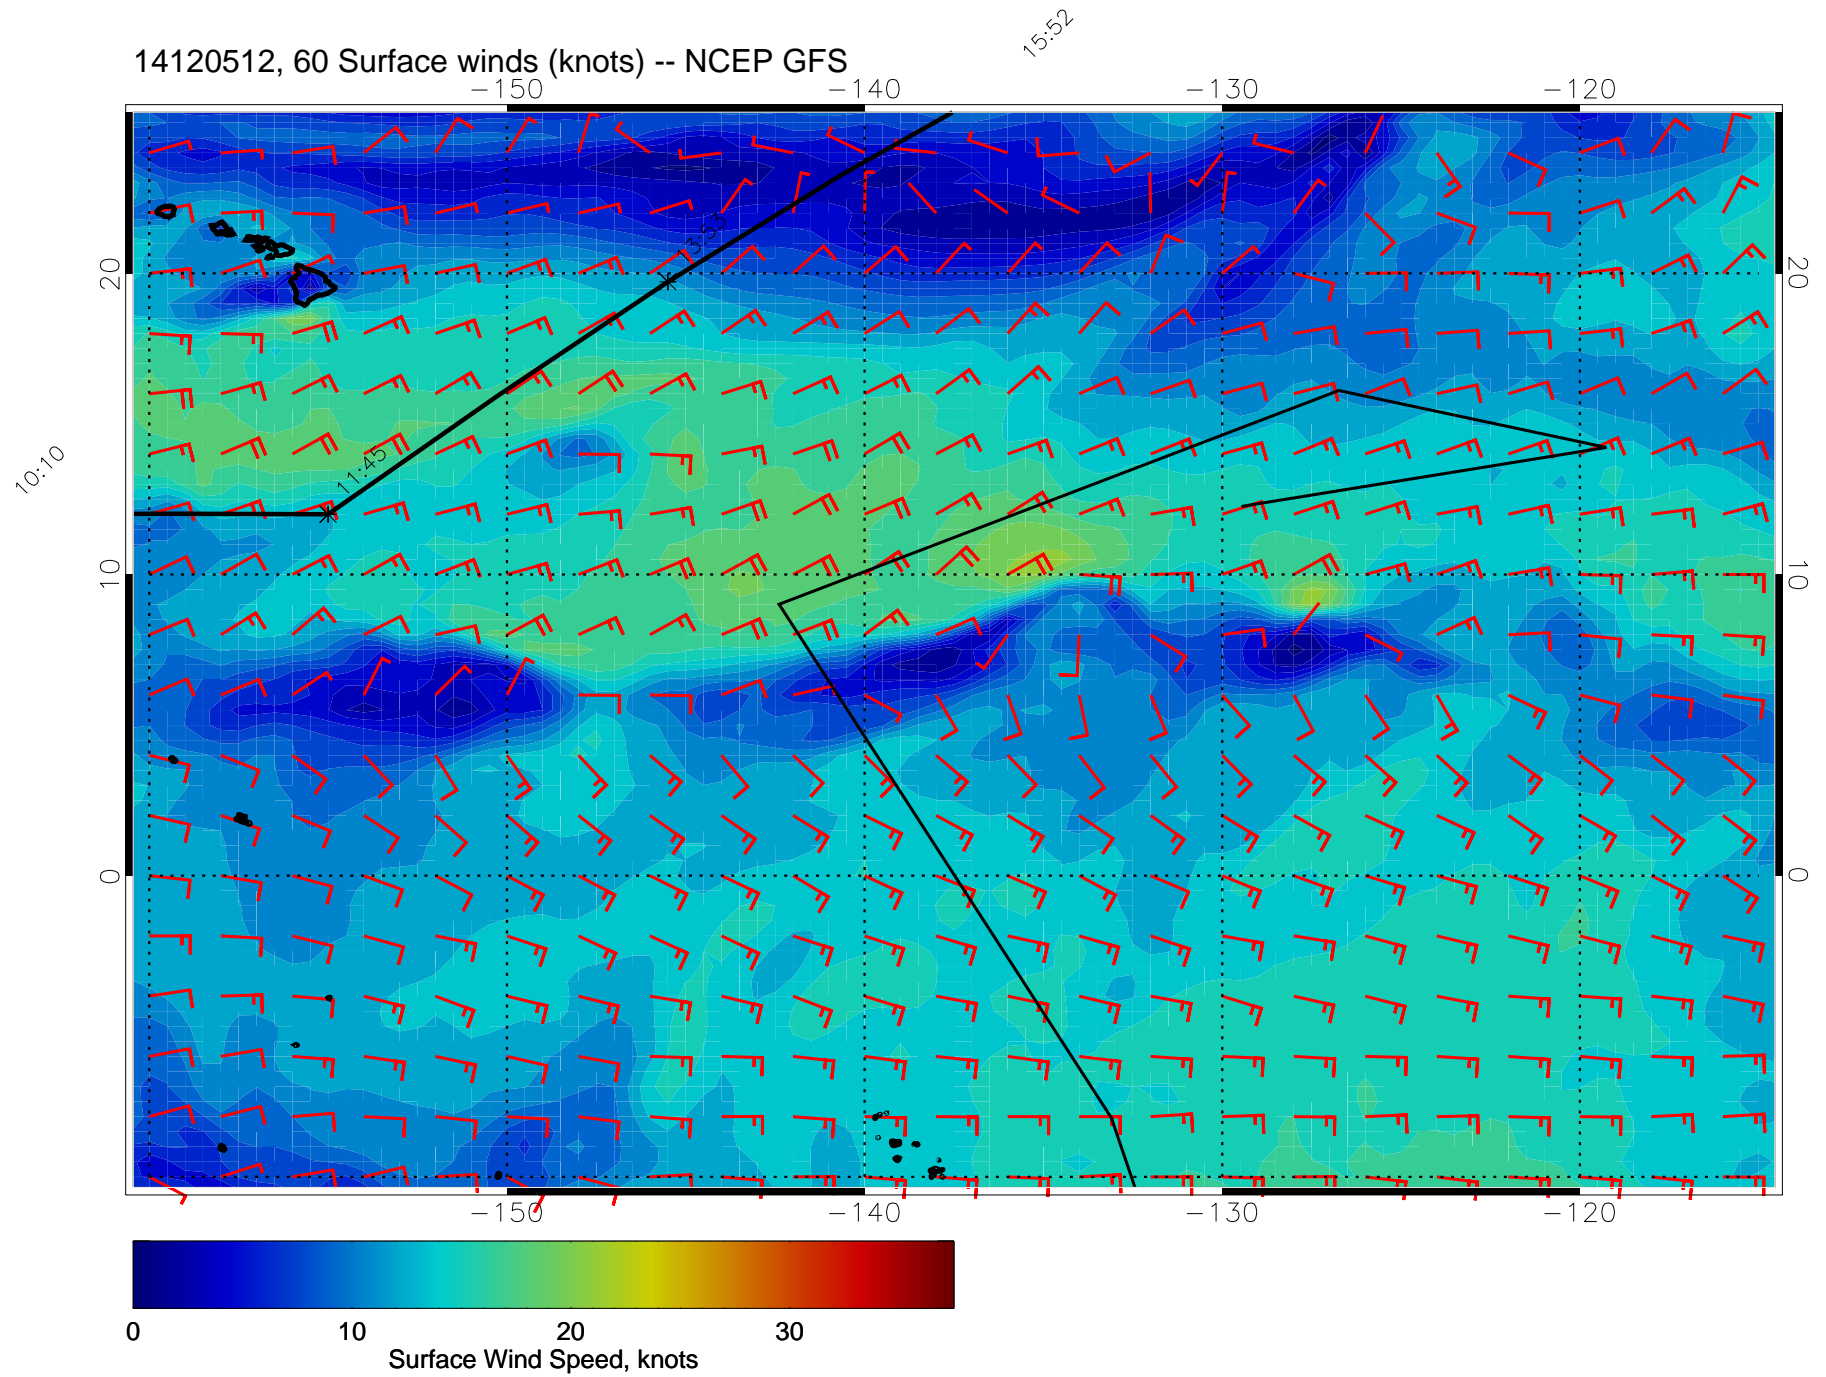 15:52
14120512, 60 Surface winds (knots) -- NCEP GFS
-150 -140 -130 -120
13:53
20 20
11:45
10:10
10 10
0 0
-150 -140 -130 -120
0 10 20 30
Surface Wind Speed, knots